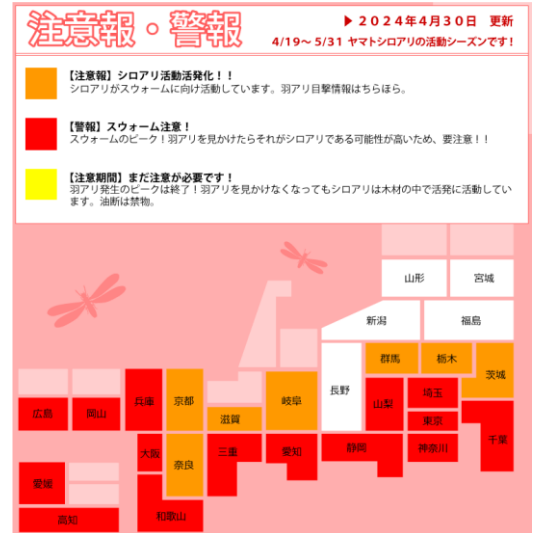 注意報・警報
▶ 2024年4月30日 更新
4/19～ 5/31 ヤマトシロアリの活動シーズンです！
【注意報】シロアリ活動活発化！！
シロアリがスウォームに向け活動しています。羽アリ目撃情報はちらほら。
【警報】スウォーム注意！
スウォームのピーク！羽アリを見かけたらそれがシロアリである可能性が高いため、要注意！！
【注意期間】まだ注意が必要です！
羽アリ発生のピークは終了！羽アリを見かけなくなってもシロアリは木材の中で活発に活動してい
ます。油断は禁物。
山形 宮城
新潟 福島
群馬 栃木 茨城
長野 山梨 埼玉
東京 千葉
広島 岡山 兵庫 京都 滋賀 岐阜
大阪 奈良 三重 愛知 静岡 神奈川
愛媛
高知 和歌山